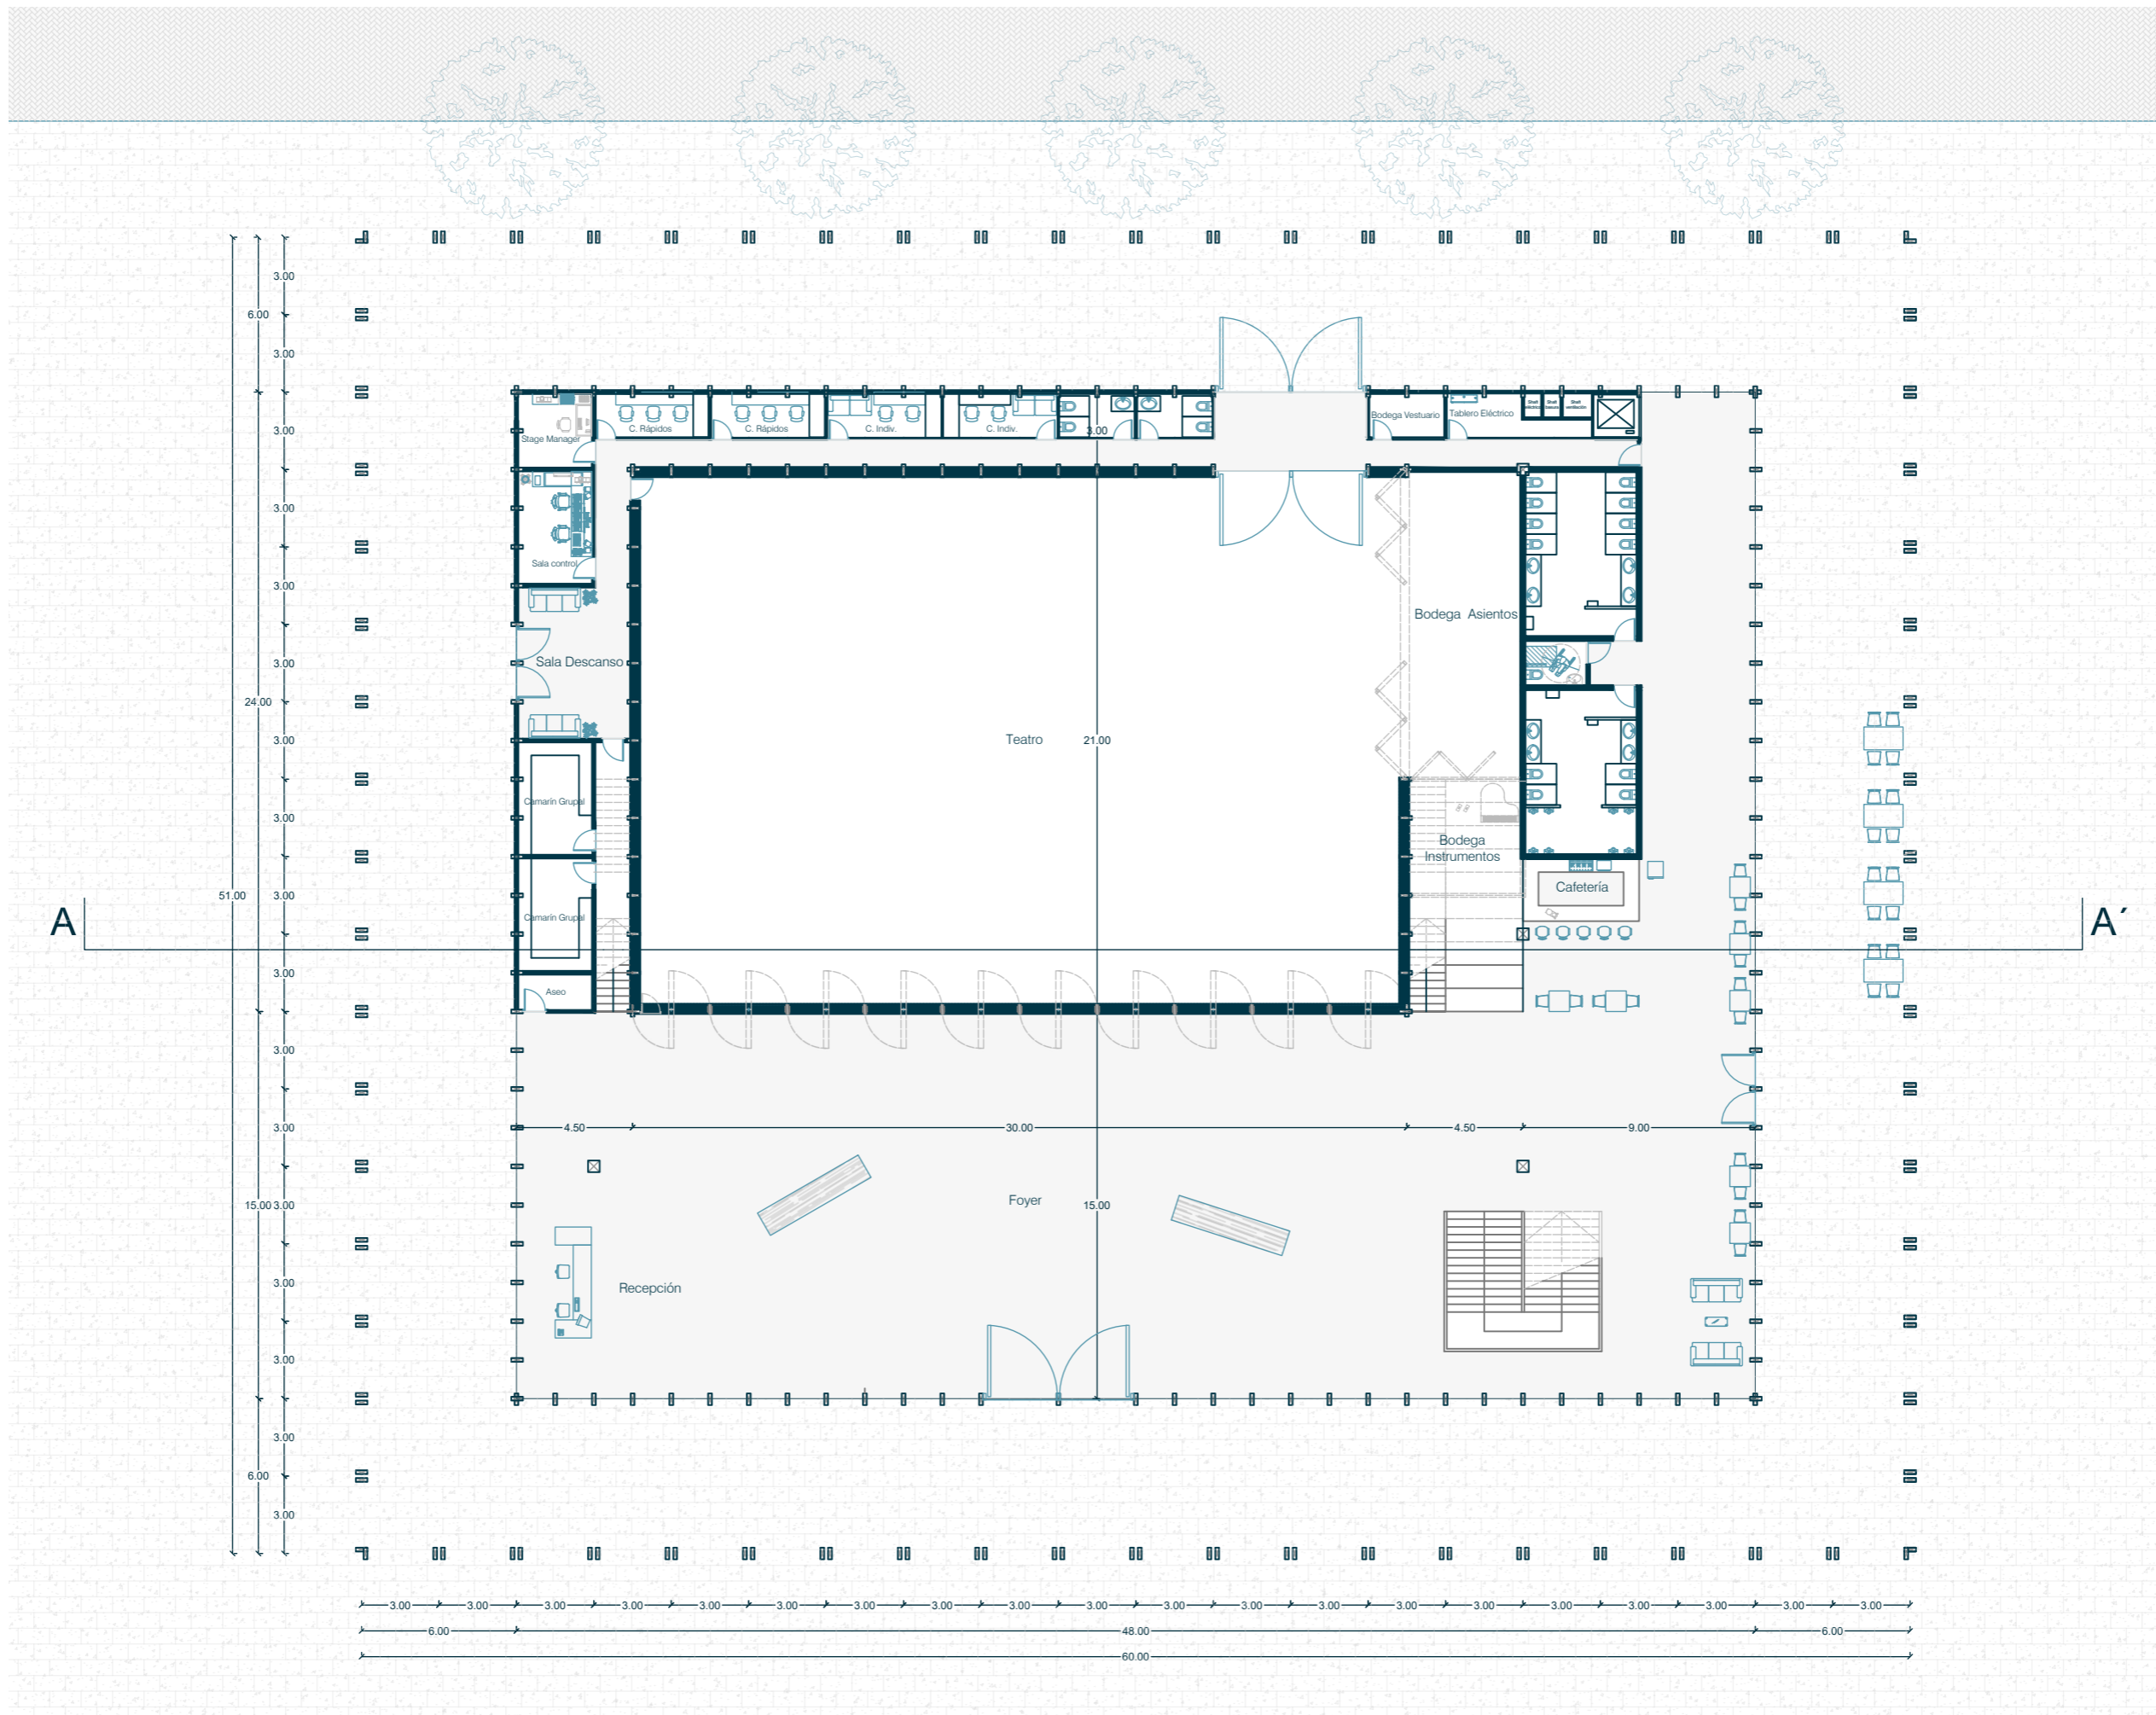 3.00
6.00
3.00
3.00
Stage Manager
C. Rápidos
C. Rápidos
C. Indiv.
C. Indiv.
3.00
Bodega Vestuario
Tablero Eléctrico
Shaft
Shaft
Shaft
ventilación
3.00
Sala control
3.00
Bodega Asientos
3.00
Sala Descanso
24.00
3.00
Teatro
21.00
3.00
Camarín Grupal
Bodega
Instrumentos
51.00
3.00
Cafetería
Camarín Grupal
A
A´
3.00
Aseo
3.00
3.00
4.50
30.00
4.50
9.00
15.00
3.00
Foyer
15.00
3.00
Recepción
3.00
3.00
6.00
3.00
3.00 3.00 3.00 3.00 3.00 3.00 3.00 3.00 3.00 3.00 3.00 3.00 3.00 3.00 3.00 3.00 3.00 3.00 3.00 3.00
6.00 48.00 6.00
60.00